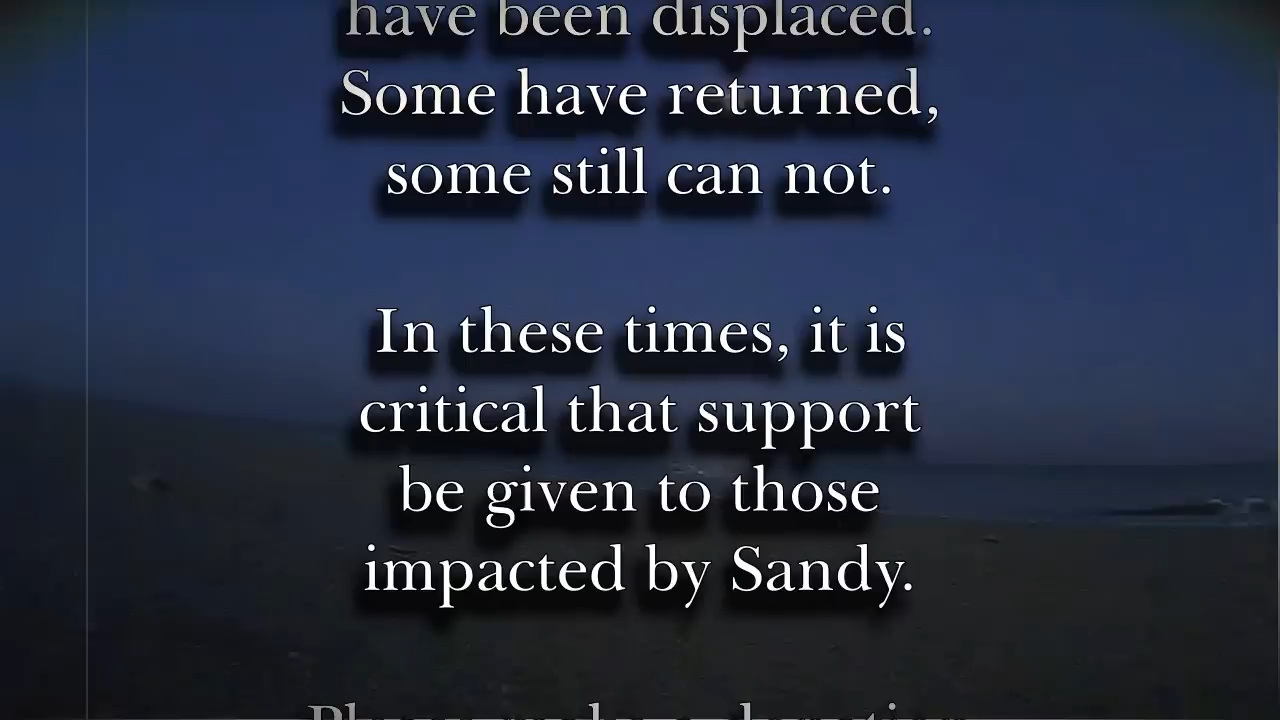 have been displaced.
Some have returned,
some still can not.
In these times, it is
critical that support
be given to those
impacted by Sandy.